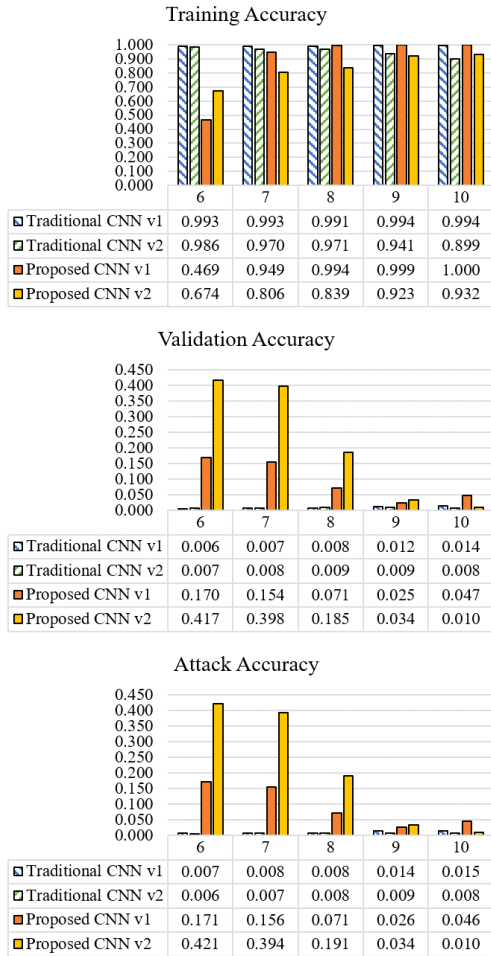 Training Accuracy
1.000
0.900
0.800
0.700
0.600
0.500
0.400
0.300
0.200
0.100
0.000
6 7 8 9 10
Traditional CNN v1 0.993 0.993 0.991 0.994 0.994
Traditional CNN v2 0.986 0.970 0.971 0.941 0.899
Proposed CNN v1 0.469 0.949 0.994 0.999 1.000
Proposed CNN v2 0.674 0.806 0.839 0.923 0.932
Validation Accuracy
0.450
0.400
0.350
0.300
0.250
0.200
0.150
0.100
0.050
0.000
6 7 8 9 10
Traditional CNN v1 0.006 0.007 0.008 0.012 0.014
Traditional CNN v2 0.007 0.008 0.009 0.009 0.008
Proposed CNN v1 0.170 0.154 0.071 0.025 0.047
Proposed CNN v2 0.417 0.398 0.185 0.034 0.010
Attack Accuracy
0.450
0.400
0.350
0.300
0.250
0.200
0.150
0.100
0.050
0.000
6 7 8 9 10
Traditional CNN v1 0.007 0.008 0.008 0.014 0.015
Traditional CNN v2 0.006 0.007 0.008 0.009 0.008
Proposed CNN v1 0.171 0.156 0.071 0.026 0.046
Proposed CNN v2 0.421 0.394 0.191 0.034 0.010